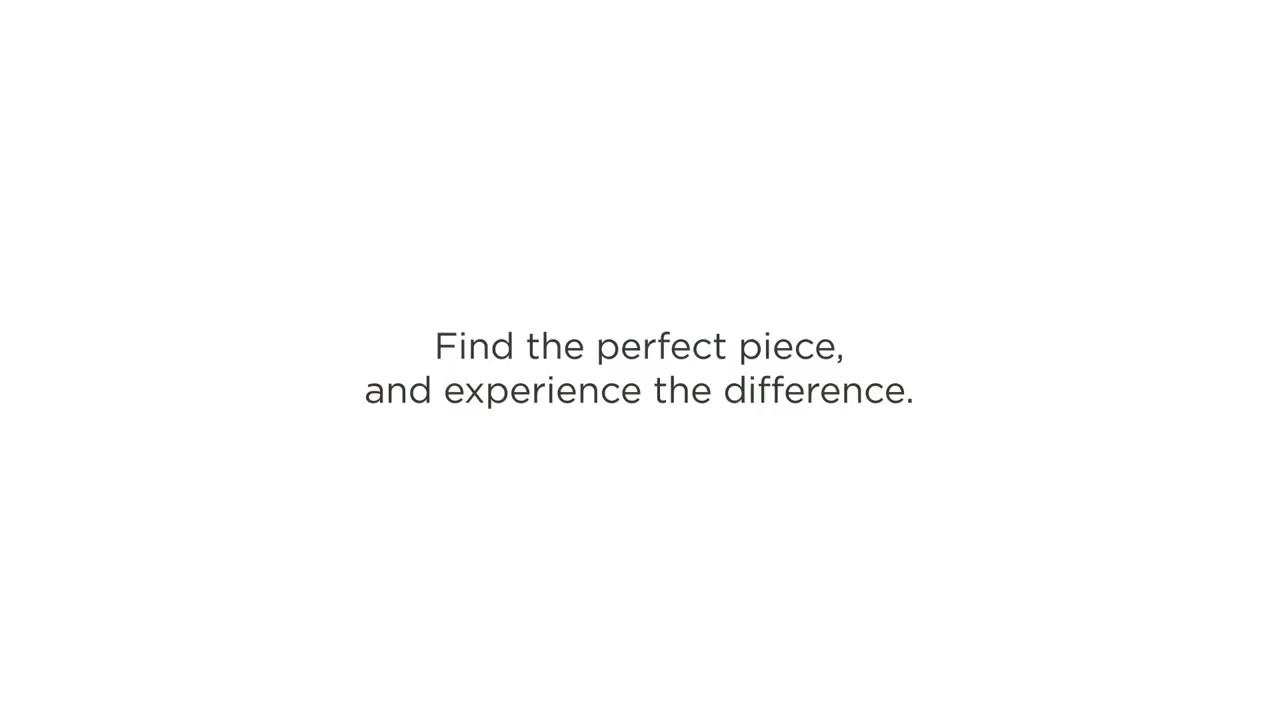 Find the perfect piece,
and experience the difference.